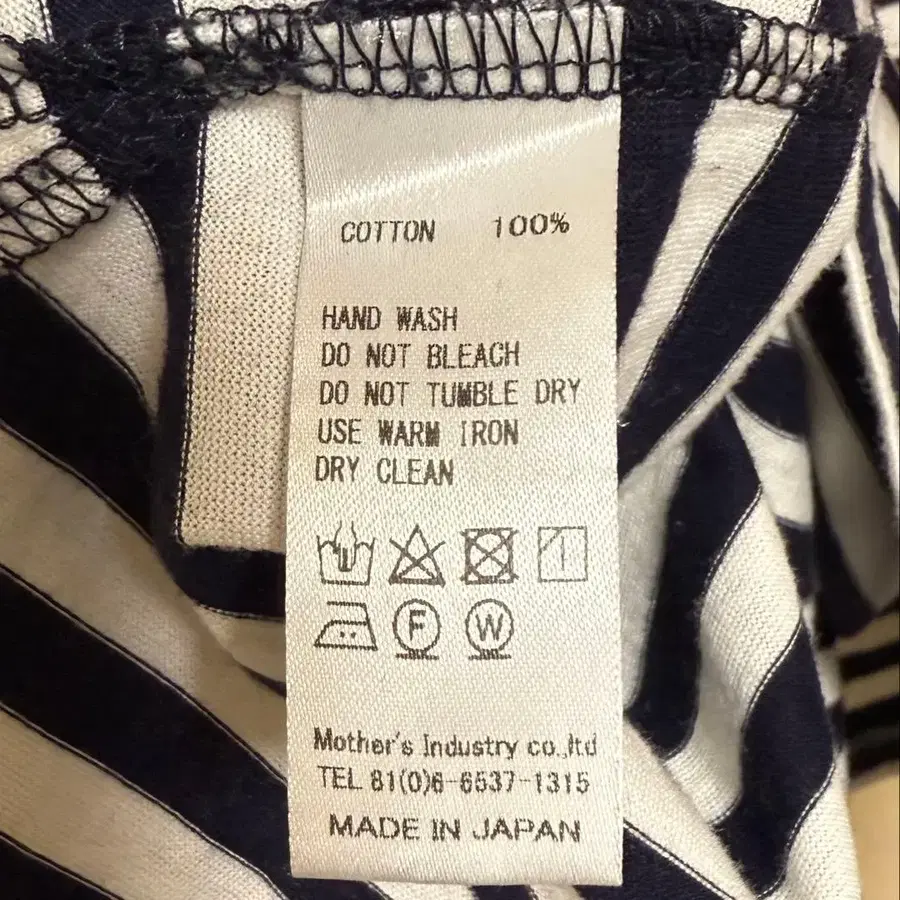 COTTON 100%
HAND WASH
DO NOT BLEACH
DO NOT TUMBLE DRY
USE WARM IRON
DRY CLEAN
F W
Mother's Industry co.,ltd
TEL 81(0)6-6537-1315
MADE IN JAPAN